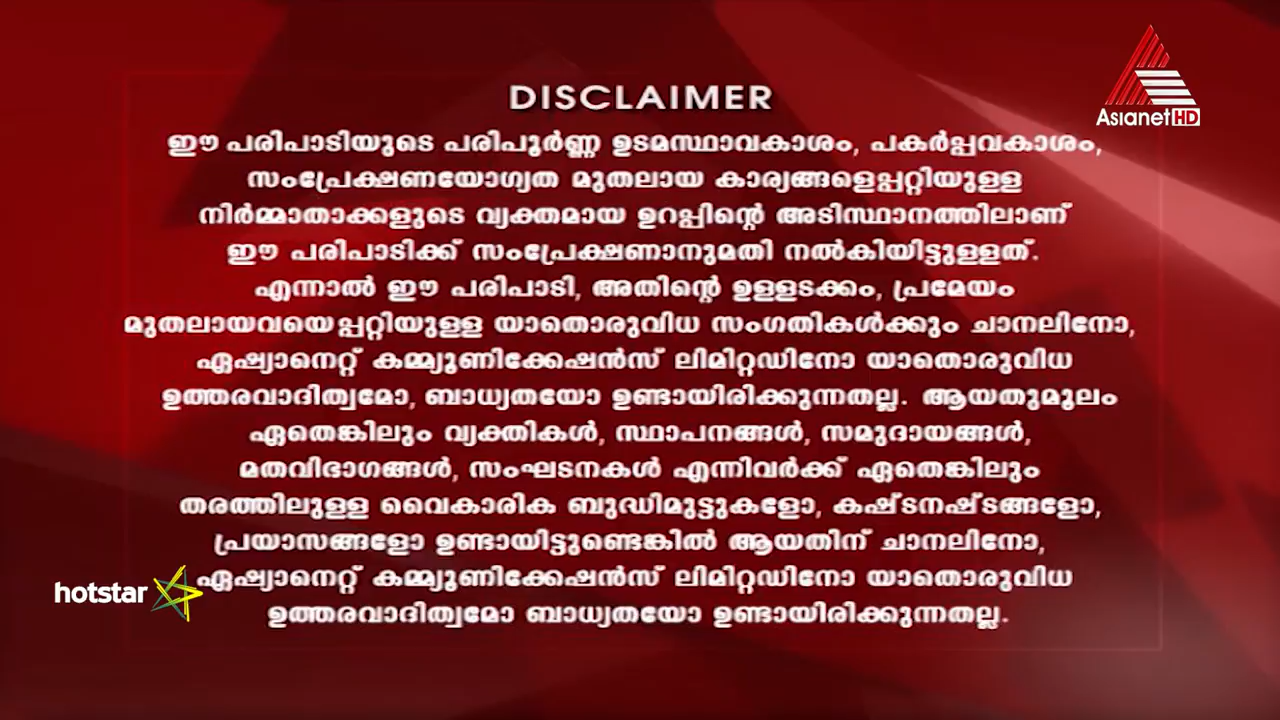 Asianet HD
DISCLAIMER
ഈ പരിപാടിയുടെ പരിപൂർണ്ണ ഉടമസ്ഥാവകാശം, പകർപ്പവകാശം,
സംപ്രേക്ഷണയോഗ്യത മുതലായ കാര്യങ്ങളെപ്പറ്റിയുള്ള
നിർമ്മാതാക്കളുടെ വ്യക്തമായ ഉറപ്പിന്റെ അടിസ്ഥാനത്തിലാണ്
ഈ പരിപാടിക്ക് സംപ്രേക്ഷണാനുമതി നൽകിയിട്ടുള്ളത്.
എന്നാൽ ഈ പരിപാടി, അതിന്റെ ഉള്ളടക്കം, പ്രമേയം
മുതലായവയെപ്പറ്റിയുള്ള യാതൊരുവിധ സംഗതികൾക്കും ചാനലിനോ,
ഏഷ്യാനെറ്റ് കമ്മ്യൂണിക്കേഷൻസ് ലിമിറ്റഡിനോ യാതൊരുവിധ
ഉത്തരവാദിത്വമോ, ബാധ്യതയോ ഉണ്ടായിരിക്കുന്നതല്ല. ആയതുമൂലം
ഏതെങ്കിലും വ്യക്തികൾ, സ്ഥാപനങ്ങൾ, സമുദായങ്ങൾ,
മതവിഭാഗങ്ങൾ, സംഘടനകൾ എന്നിവർക്ക് ഏതെങ്കിലും
തരത്തിലുള്ള വൈകാരിക ബുദ്ധിമുട്ടുകളോ, കഷ്ടനഷ്ടങ്ങളോ,
പ്രയാസങ്ങളോ ഉണ്ടായിട്ടുണ്ടെങ്കിൽ ആയതിന് ചാനലിനോ,
ഏഷ്യാനെറ്റ് കമ്മ്യൂണിക്കേഷൻസ് ലിമിറ്റഡിനോ യാതൊരുവിധ
ഉത്തരവാദിത്വമോ ബാധ്യതയോ ഉണ്ടായിരിക്കുന്നതല്ല.
hotstar